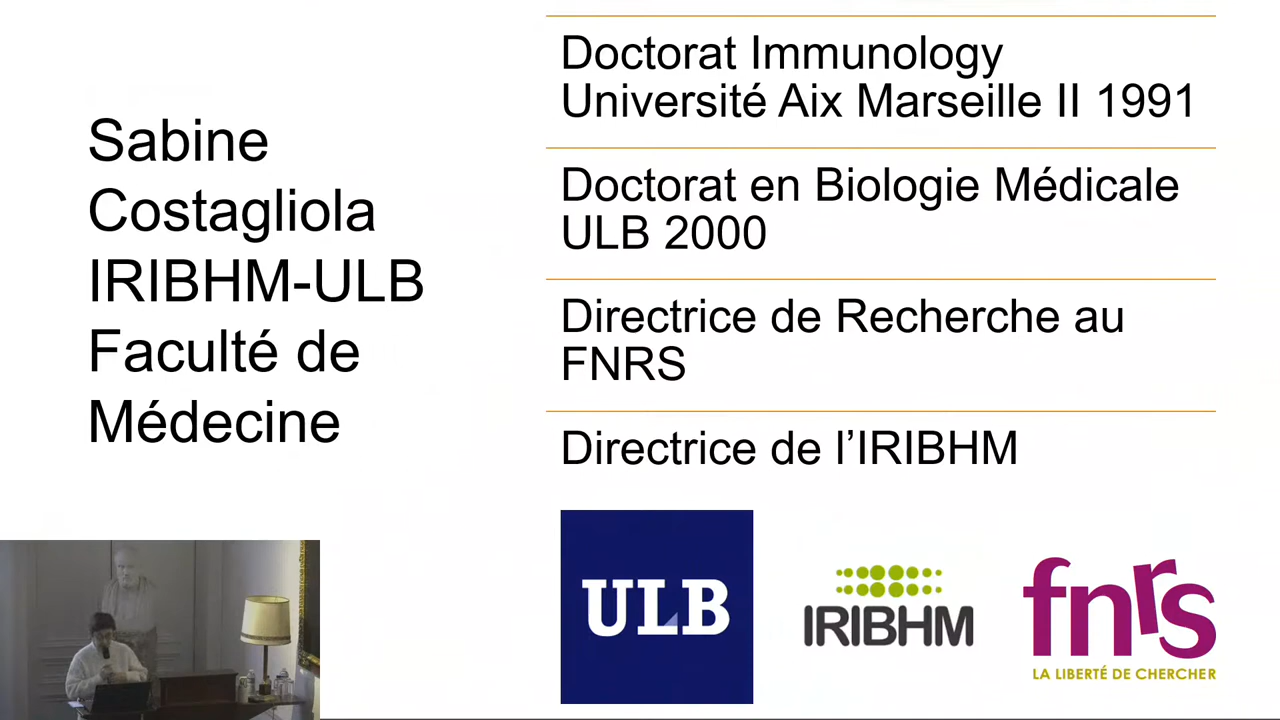 Sabine
Costagliola
IRIBHM-ULB
Faculté de
Médecine
Doctorat Immunology
Université Aix Marseille II 1991
Doctorat en Biologie Médicale
ULB 2000
Directrice de Recherche au
FNRS
Directrice de l’IRIBHM
ULB
IRIBHM
fnrs
LA LIBERTÉ DE CHERCHER